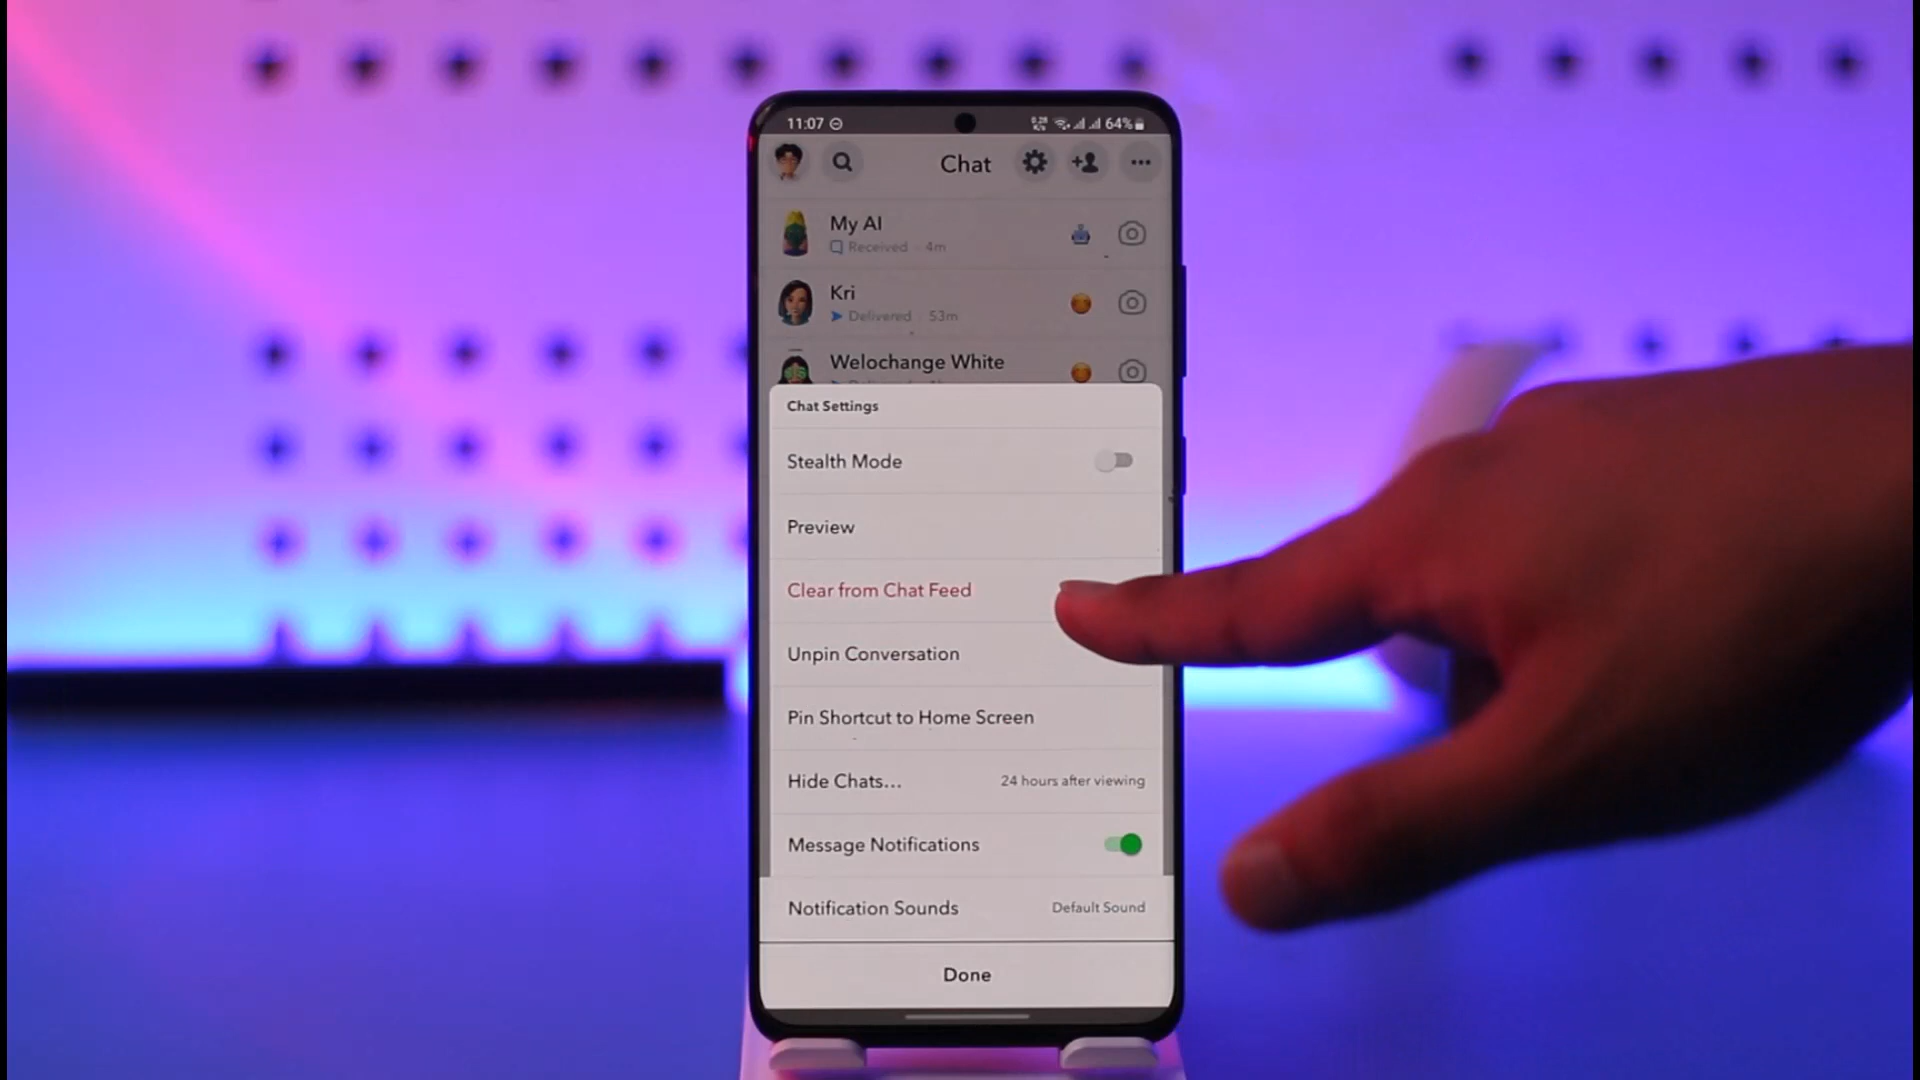 11:07 64%
Chat
My AI
Received · 4m
Kri
Delivered 53m
Welochange White
Chat Settings
Stealth Mode
Preview
Clear from Chat Feed
Unpin Conversation
Pin Shortcut to Home Screen
Hide Chats... 24 hours after viewing
Message Notifications
Notification Sounds Default Sound
Done